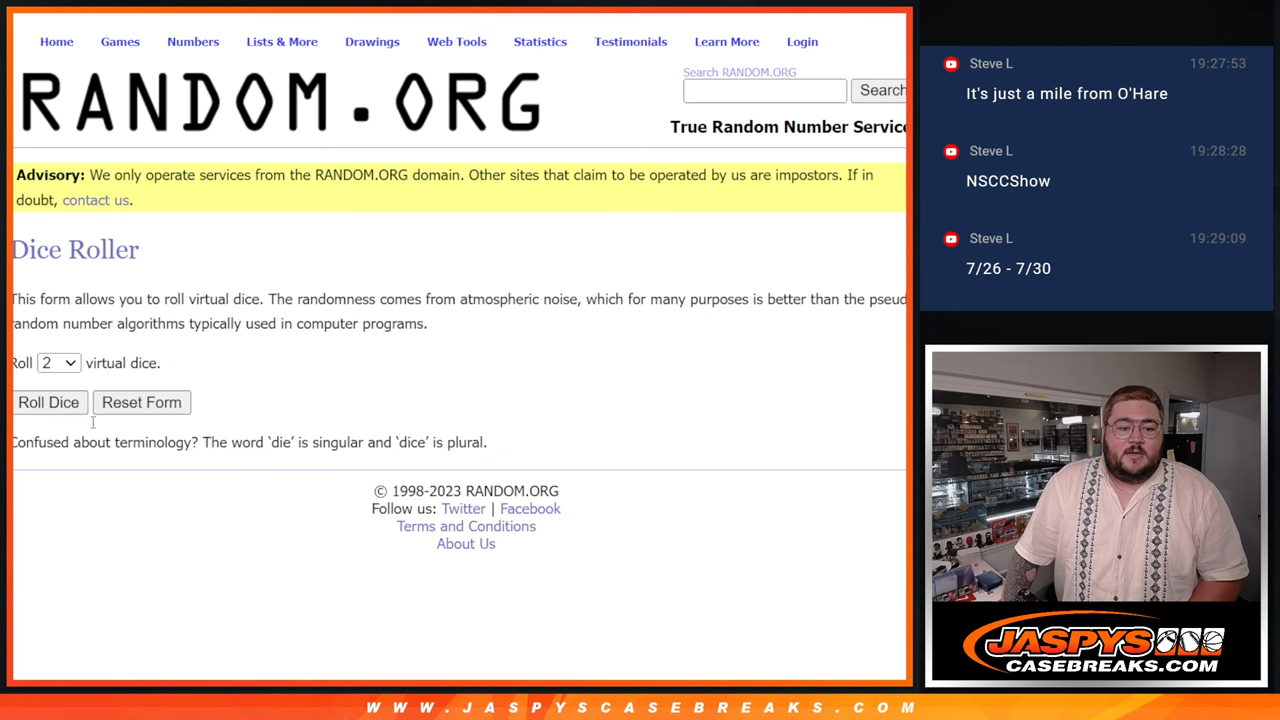 Home Games Numbers Lists & More Drawings Web Tools Statistics Testimonials Learn More Login
RANDOM.ORG
Search RANDOM.ORG
Search
True Random Number Service
Advisory: We only operate services from the RANDOM.ORG domain. Other sites that claim to be operated by us are impostors. If in
doubt, contact us.
Dice Roller
This form allows you to roll virtual dice. The randomness comes from atmospheric noise, which for many purposes is better than the pseud
random number algorithms typically used in computer programs.
Roll 2 virtual dice.
Roll Dice Reset Form
Confused about terminology? The word ‘die’ is singular and ‘dice’ is plural.
© 1998-2023 RANDOM.ORG
Follow us: Twitter | Facebook
Terms and Conditions
About Us
Steve L 19:27:53
It's just a mile from O'Hare
Steve L 19:28:28
NSCCShow
Steve L 19:29:09
7/26 - 7/30
JASPYS
CASEBREAKS.COM
WWW.JASPYSCASEBREAKS.COM